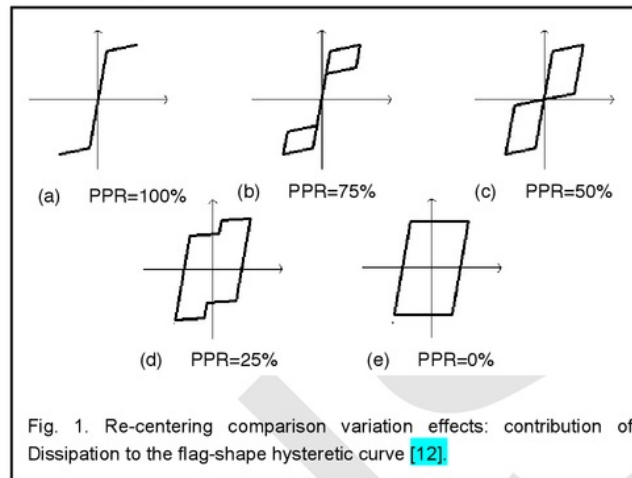 (a) PPR=100%
(b) PPR=75%
(c) PPR=50%
(d) PPR=25%
(e) PPR=0%
Fig. 1. Re-centering comparison variation effects: contribution of
Dissipation to the flag-shape hysteretic curve [12].